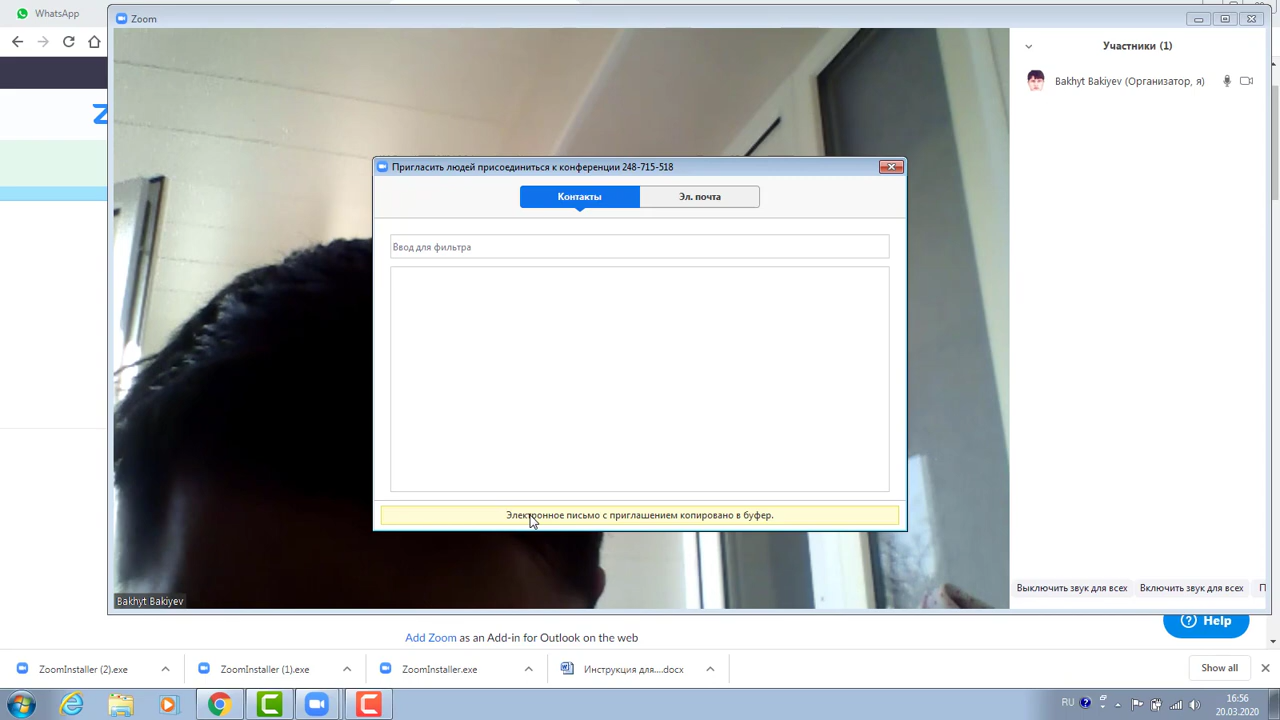 WhatsApp
Zoom
Участники (1)
Bakhyt Bakiyev (Организатор, я)
Пригласить людей присоединиться к конференции 248-715-518
Контакты
Эл. почта
Ввод для фильтра
Электронное письмо с приглашением копировано в буфер.
Bakhyt Bakiyev
Выключить звук для всех
Включить звук для всех
П
Help
Add Zoom as an Add-in for Outlook on the web
ZoomInstaller (2).exe
ZoomInstaller (1).exe
ZoomInstaller.exe
Инструкция для....docx
Show all
RU
16:56
20.03.2020